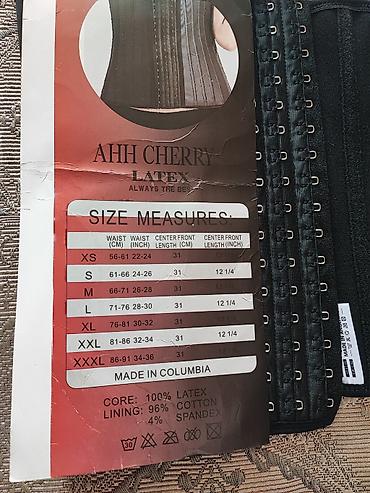 AHH CHERRY
LATEX
ALWAYS THE BES
SIZE MEASURES:
WAIST (CM) WAIST (INCH) CENTER FRONT LENGTH (CM) CENTER FRONT LENGTH (INCH)
XS 56-61 22-24 31
S 61-66 24-26 31 12 1/4
M 66-71 26-28 31
L 71-76 28-30 31 12 1/4
XL 76-81 30-32 31
XXL 81-86 32-34 31 12 1/4
XXXL 86-91 34-36 31
MADE IN COLUMBIA
CORE: 100% LATEX
LINING: 96% COTTON
4% SPANDEX
30